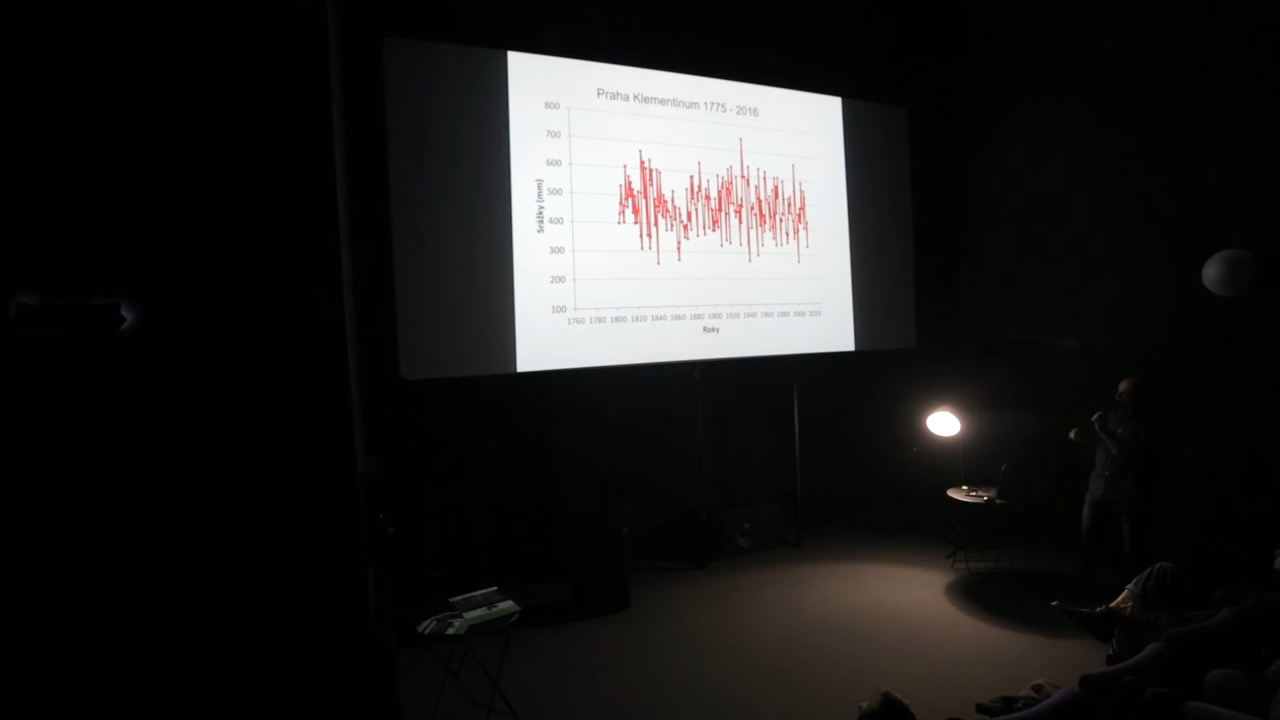 Praha Klementinum 1775 - 2016
800
700
600
500
400
300
200
100
Srážky (mm)
1760 1780 1800 1820 1840 1860 1880 1900 1920 1940 1960 1980 2000 2020
Roky